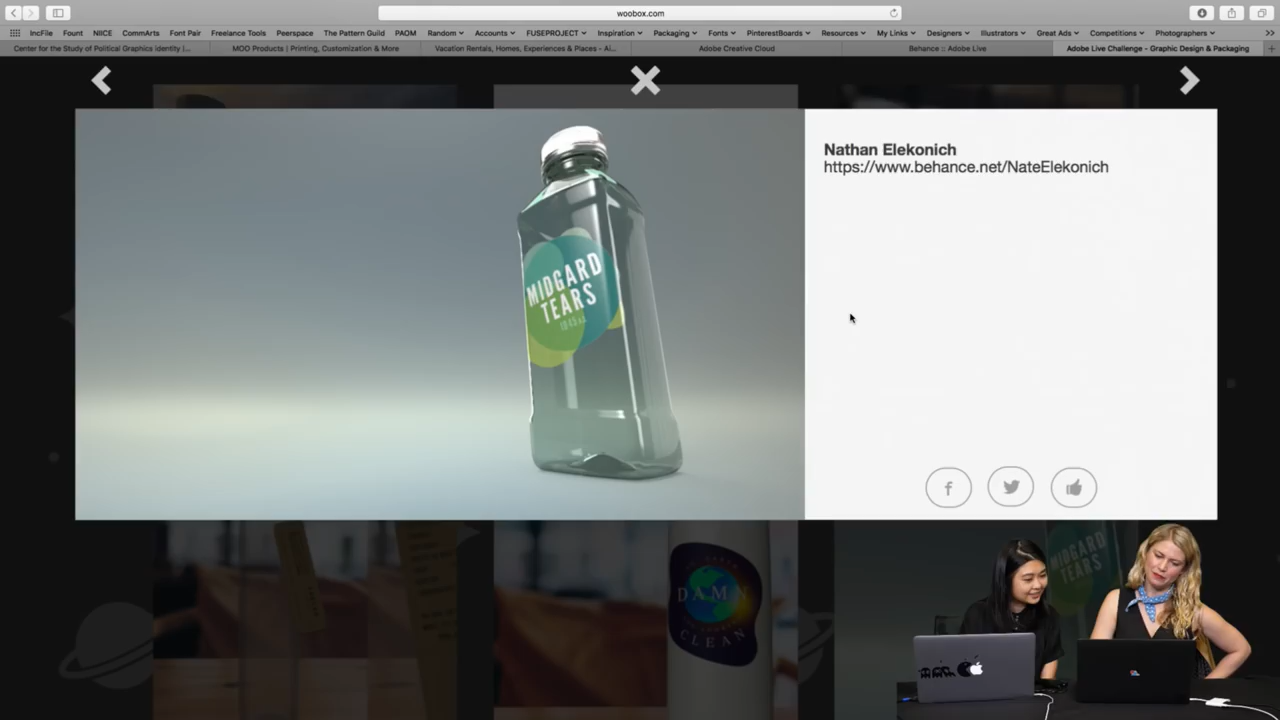 woobox.com
IncFile Fount NIICE CommArts Font Pair Freelance Tools Peerspace The Pattern Guild PAOM Random Accounts FUSEPROJECT Inspiration Packaging Fonts PinterestBoards Resources My Links Designers Illustrators Great Ads Competitions Photographers
Center for the Study of Political Graphics Identity |... MOO Products | Printing, Customization & More Vacation Rentals, Homes, Experiences & Places - Ai... Adobe Creative Cloud Behance :: Adobe Live Adobe Live Challenge - Graphic Design & Packaging
Nathan Elekonich
https://www.behance.net/NateElekonich
MIDGARD
TEARS
MIDGARD
TEARS
DAMN
CLEAN